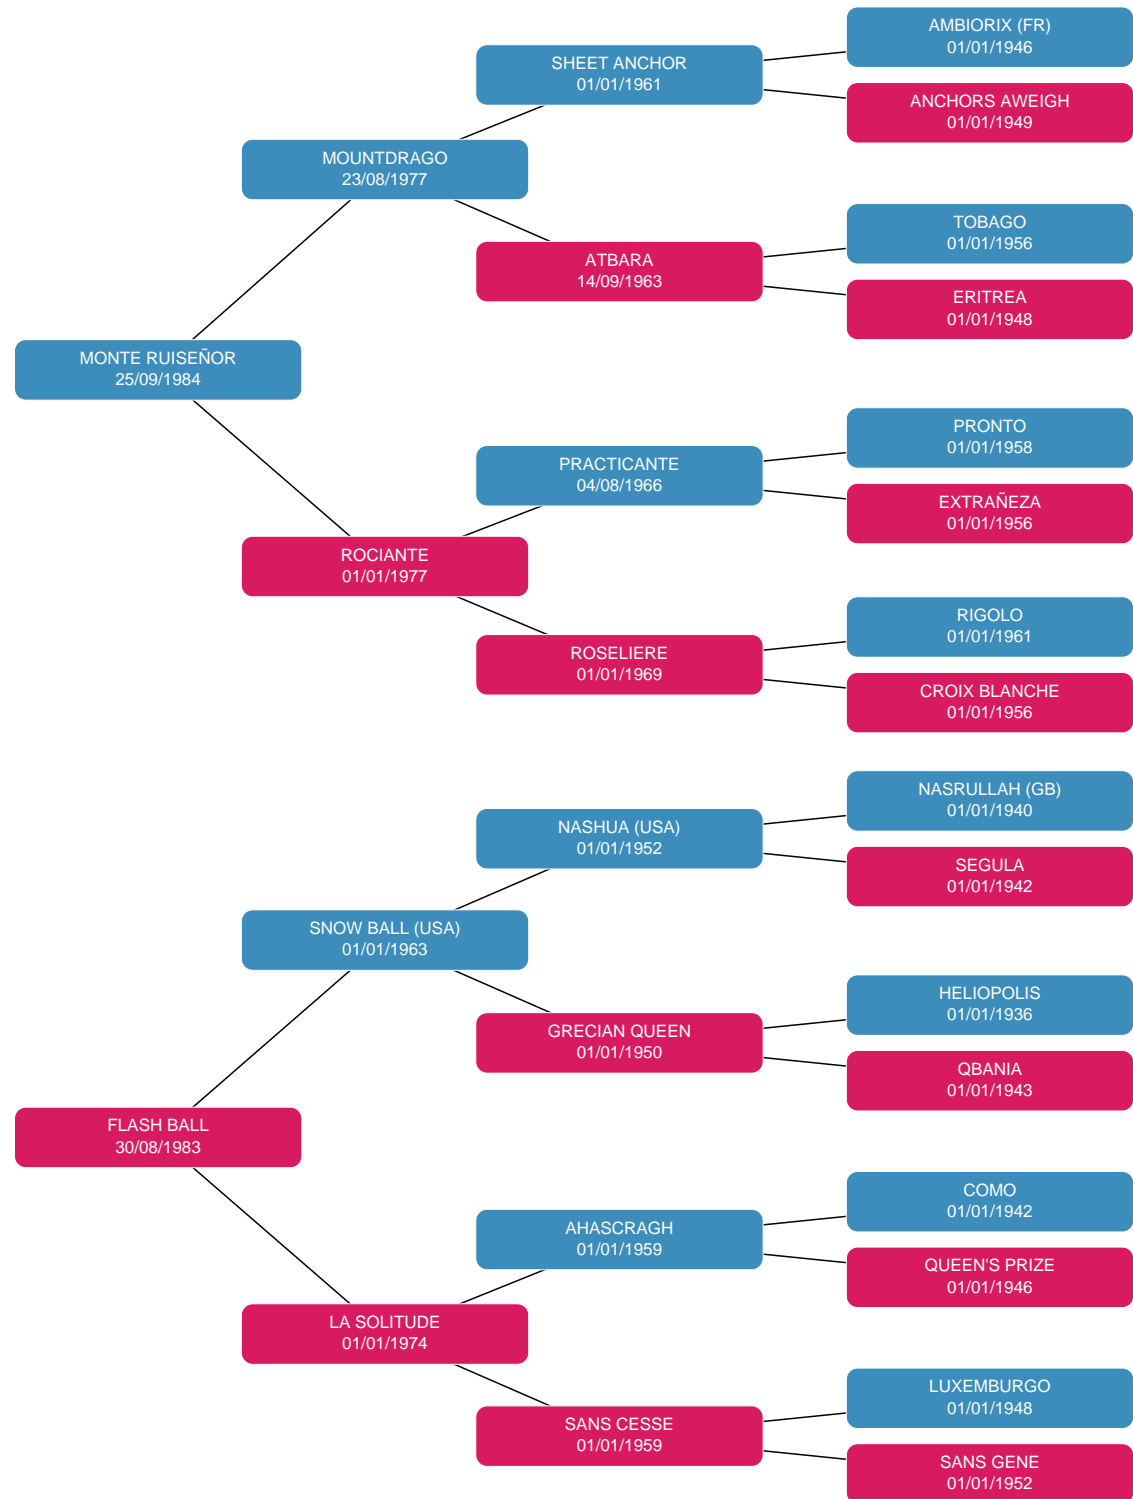 AMBIORIX (FR)
01/01/1946
SHEET ANCHOR
01/01/1961
ANCHORS AWEIGH
01/01/1949
MOUNTDRAGO
23/08/1977
TOBAGO
01/01/1956
ATBARA
14/09/1963
ERITREA
01/01/1948
MONTE RUISEÑOR
25/09/1984
PRONTO
01/01/1958
PRACTICANTE
04/08/1966
EXTRAÑEZA
01/01/1956
ROCIANTE
01/01/1977
RIGOLO
01/01/1961
ROSELIERE
01/01/1969
CROIX BLANCHE
01/01/1956
NASRULLAH (GB)
01/01/1940
NASHUA (USA)
01/01/1952
SEGULA
01/01/1942
SNOW BALL (USA)
01/01/1963
HELIOPOLIS
01/01/1936
GRECIAN QUEEN
01/01/1950
QBANIA
01/01/1943
FLASH BALL
30/08/1983
COMO
01/01/1942
AHASCRAGH
01/01/1959
QUEEN'S PRIZE
01/01/1946
LA SOLITUDE
01/01/1974
LUXEMBURGO
01/01/1948
SANS CESSE
01/01/1959
SANS GENE
01/01/1952